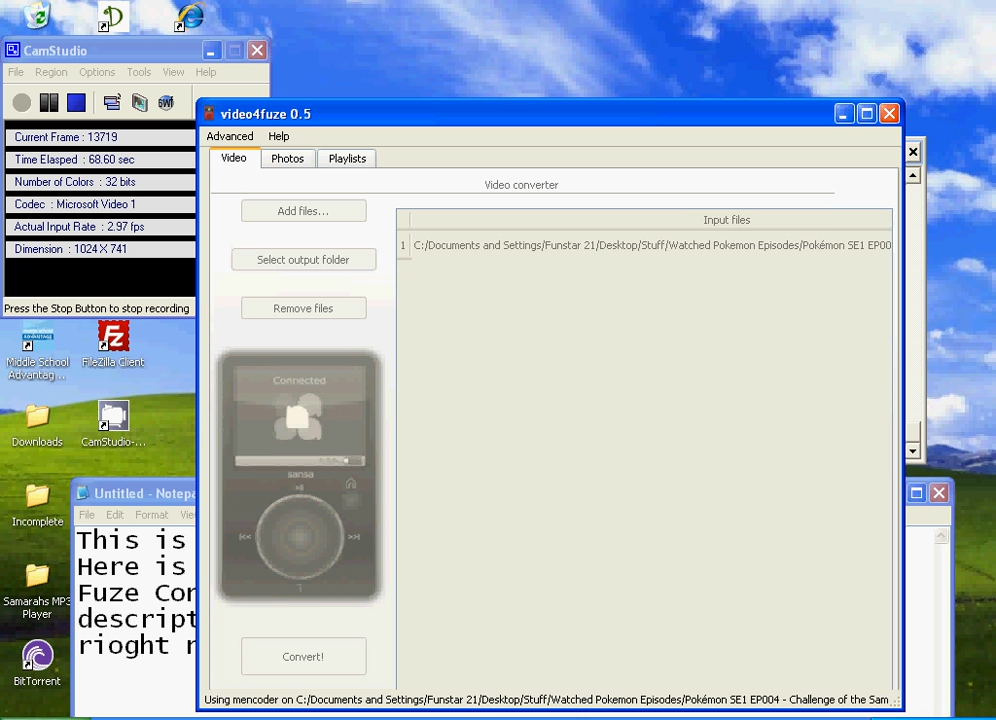 CamStudio
File Region Options Tools View Help
Current Frame : 13719
Time Elasped : 68.60 sec
Number of Colors : 32 bits
Codec : Microsoft Video 1
Actual Input Rate : 2.97 fps
Dimension : 1024 X 741
Press the Stop Button to stop recording
video4fuze 0.5
Advanced Help
Video Photos Playlists
Video converter
Add files...
Select output folder
Remove files
Input files
1 C:/Documents and Settings/Funstar 21/Desktop/Stuff/Watched Pokemon Episodes/Pokémon SE1 EP00
Connected
sansa
Convert!
Using mencoder on C:/Documents and Settings/Funstar 21/Desktop/Stuff/Watched Pokemon Episodes/Pokémon SE1 EP004 - Challenge of the Sam
Middle School
Advantag...
FileZilla Client
Downloads
CamStudio-...
Incomplete
Samarahs MP3
Player
BitTorrent
Untitled - Notepa
File Edit Format Vie
This is
Here is
Fuze Con
descript
rioght